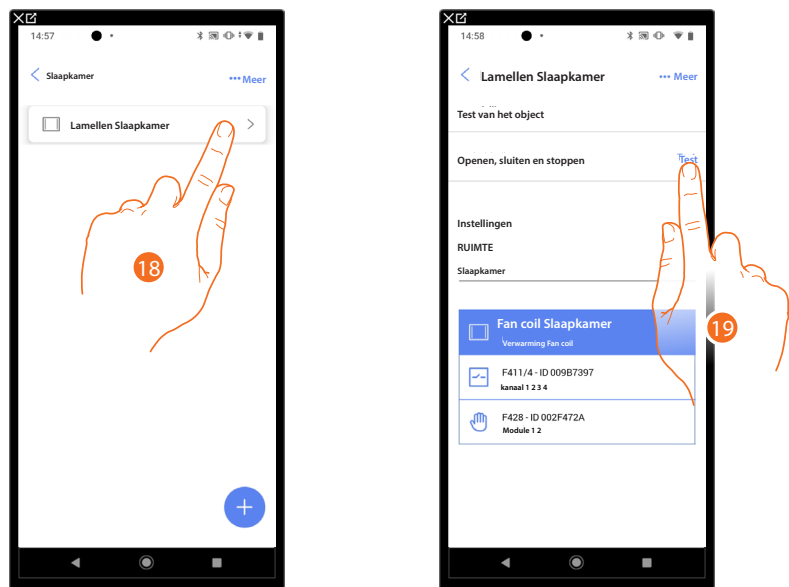 14:57
Slaapkamer
••• Meer
Lamellen Slaapkamer
18
14:58
Lamellen Slaapkamer
••• Meer
Test van het object
Openen, sluiten en stoppen
Test
Instellingen
RUIMTE
Slaapkamer
Fan coil Slaapkamer
Verwarming Fan coil
F411/4 - ID 009B7397
kanaal 1 2 3 4
F428 - ID 002F472A
Module 1 2
19